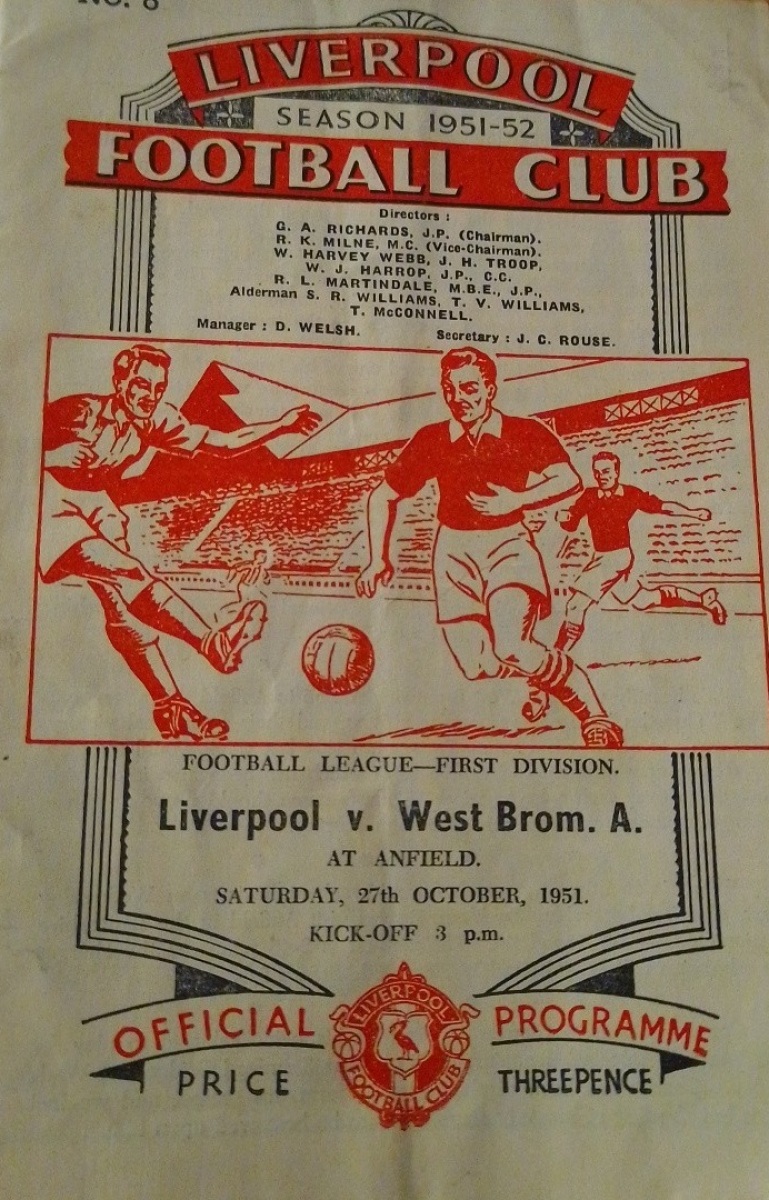 No. 8
LIVERPOOL
SEASON 1951-52
FOOTBALL CLUB
Directors :
G. A. RICHARDS, J.P. (Chairman).
R. K. MILNE, M.C. (Vice-Chairman).
W. HARVEY WEBB, J. H. TROOP,
W. J. HARROP, J.P., C.C.
R. L. MARTINDALE, M.B.E., J.P.,
Alderman S. R. WILLIAMS, T. V. WILLIAMS,
T. McCONNELL.
Manager : D. WELSH. Secretary : J. C. ROUSE.
FOOTBALL LEAGUE—FIRST DIVISION.
Liverpool v. West Brom. A.
AT ANFIELD.
SATURDAY, 27th OCTOBER, 1951.
KICK-OFF 3 p.m.
OFFICIAL PROGRAMME
LIVERPOOL
FOOTBALL CLUB
PRICE THREEPENCE